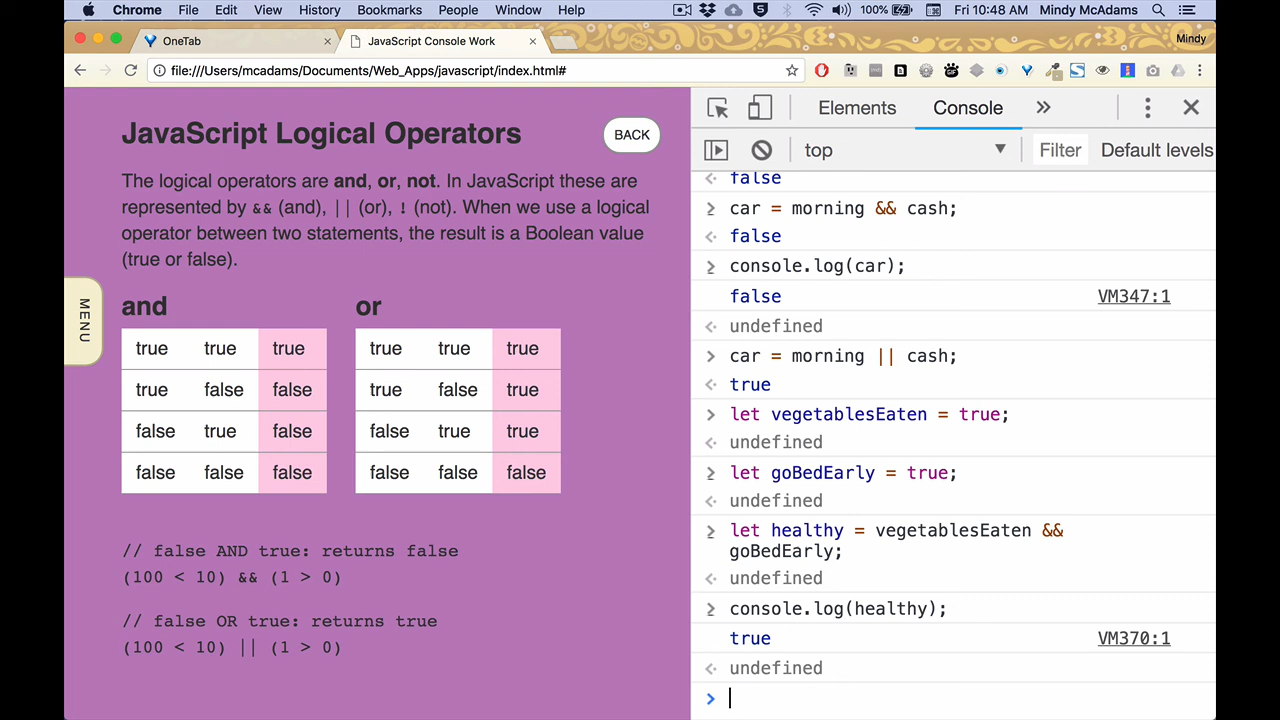 Chrome File Edit View History Bookmarks People Window Help 100% Fri 10:48 AM Mindy McAdams
OneTab × JavaScript Console Work × Mindy
file:///Users/mcadams/Documents/Web_Apps/javascript/index.html#
JavaScript Logical Operators
BACK
The logical operators are and, or, not. In JavaScript these are
represented by && (and), || (or), ! (not). When we use a logical
operator between two statements, the result is a Boolean value
(true or false).
MENU
and
true true true
true false false
false true false
false false false
or
true true true
true false true
false true true
false false false
// false AND true: returns false
(100 < 10) && (1 > 0)
// false OR true: returns true
(100 < 10) || (1 > 0)
Elements Console »
top Filter Default levels
false
car = morning && cash;
false
console.log(car);
false VM347:1
undefined
car = morning || cash;
true
let vegetablesEaten = true;
undefined
let goBedEarly = true;
undefined
let healthy = vegetablesEaten &&
goBedEarly;
undefined
console.log(healthy);
true VM370:1
undefined